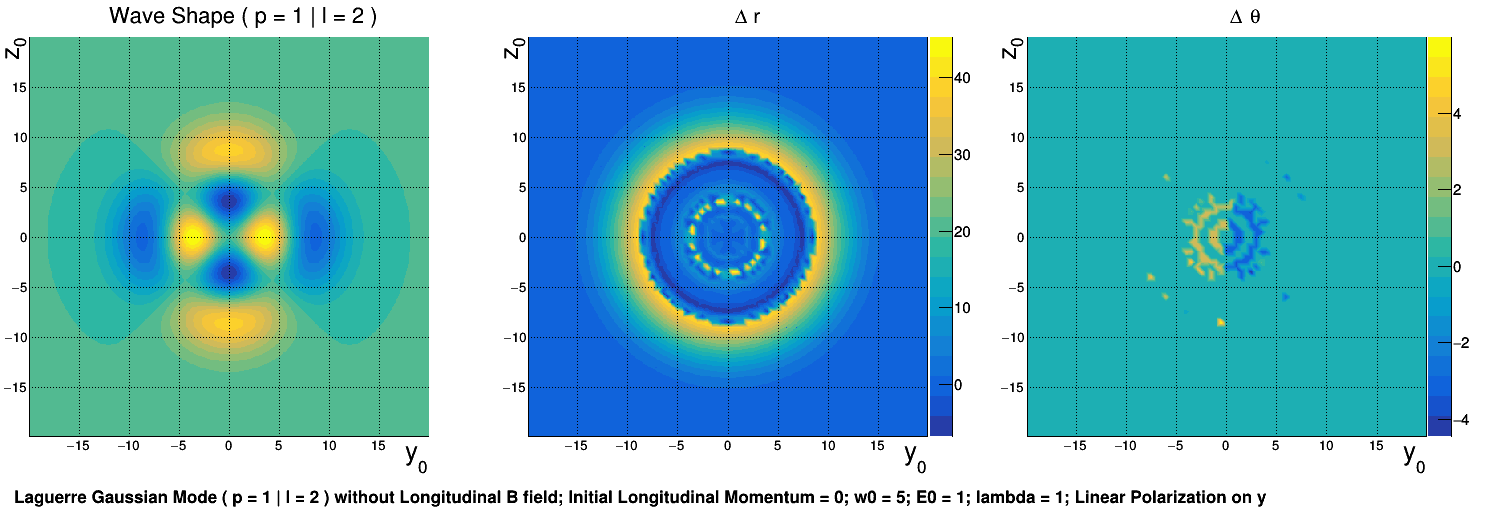 Wave Shape ( p = 1 | l = 2 )
z0
15
10
5
0
−5
−10
−15
−15 −10 −5 0 5 10 15
y0
Δ r
z0
15
10
5
0
−5
−10
−15
−15 −10 −5 0 5 10 15
y0
40
30
20
10
0
Δ θ
z0
15
10
5
0
−5
−10
−15
−15 −10 −5 0 5 10 15
y0
4
2
0
−2
−4
Laguerre Gaussian Mode ( p = 1 | l = 2 ) without Longitudinal B field; Initial Longitudinal Momentum = 0; w0 = 5; E0 = 1; lambda = 1; Linear Polarization on y